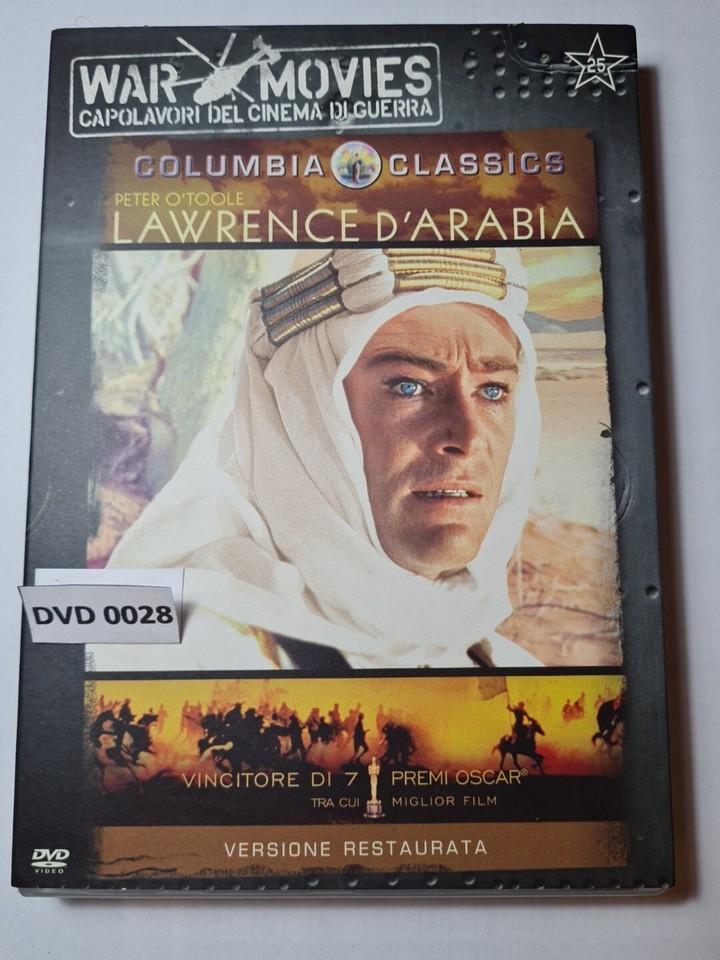 WAR MOVIES
CAPOLAVORI DEL CINEMA DI GUERRA
25
COLUMBIA CLASSICS
PETER O'TOOLE
LAWRENCE D'ARABIA
DVD 0028
VINCITORE DI 7 PREMI OSCAR®
TRA CUI MIGLIOR FILM
VERSIONE RESTAURATA
DVD
VIDEO